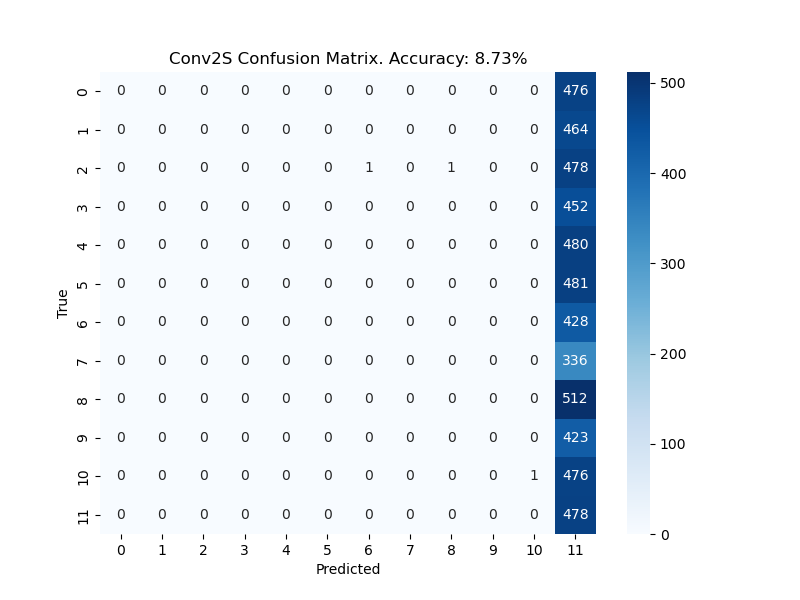 Conv2S Confusion Matrix. Accuracy: 8.73%
0 0 0 0 0 0 0 0 0 0 0 0 476
1 0 0 0 0 0 0 0 0 0 0 0 464
2 0 0 0 0 0 0 1 0 1 0 0 478
3 0 0 0 0 0 0 0 0 0 0 0 452
4 0 0 0 0 0 0 0 0 0 0 0 480
5 0 0 0 0 0 0 0 0 0 0 0 481
6 0 0 0 0 0 0 0 0 0 0 0 428
7 0 0 0 0 0 0 0 0 0 0 0 336
8 0 0 0 0 0 0 0 0 0 0 0 512
9 0 0 0 0 0 0 0 0 0 0 0 423
10 0 0 0 0 0 0 0 0 0 0 1 476
11 0 0 0 0 0 0 0 0 0 0 0 478
0 1 2 3 4 5 6 7 8 9 10 11
Predicted
True
500
400
300
200
100
0